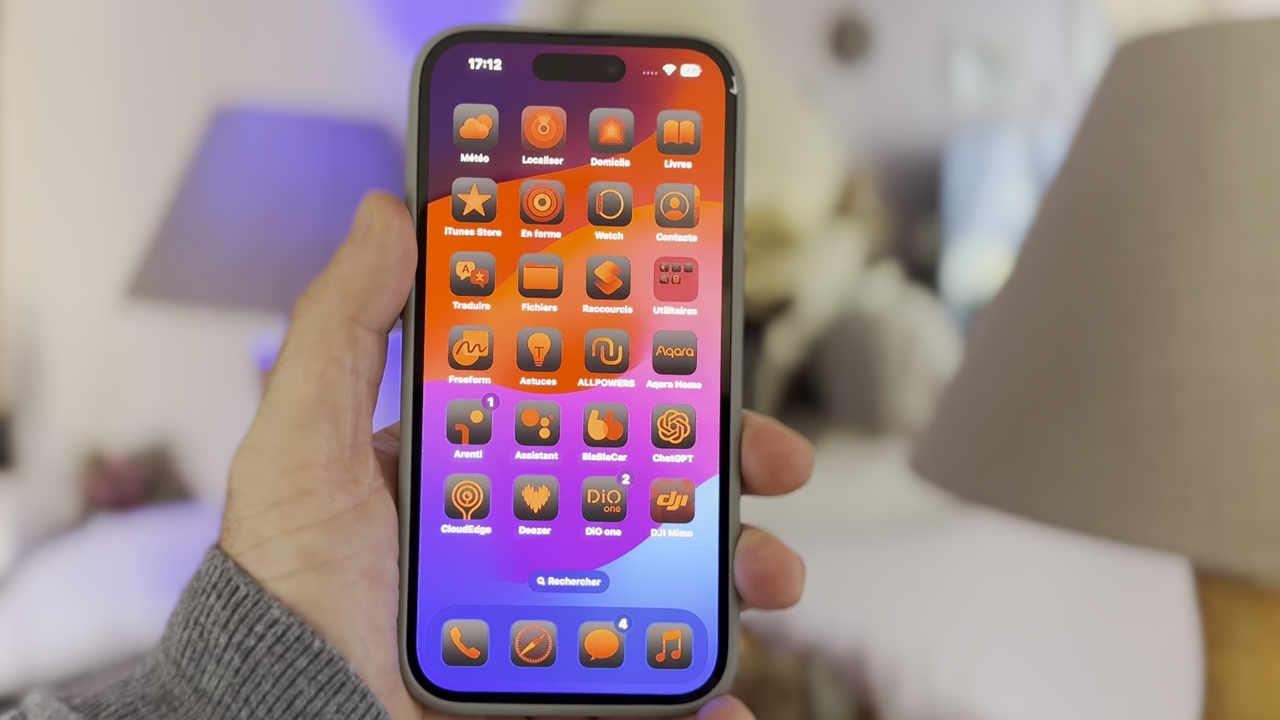 17:12
Météo Localiser Domicile Livres
iTunes Store En forme Watch Contacts
Traduire Fichiers Raccourcis Utilitaires
Aqara
Freeform Astuces ALLPOWERS Aqara Home
1
Arenti Assistant BlaBlaCar ChatGPT
2
DiO one dji
CloudEdge Deezer DiO one DJI Mimo
Rechercher
4